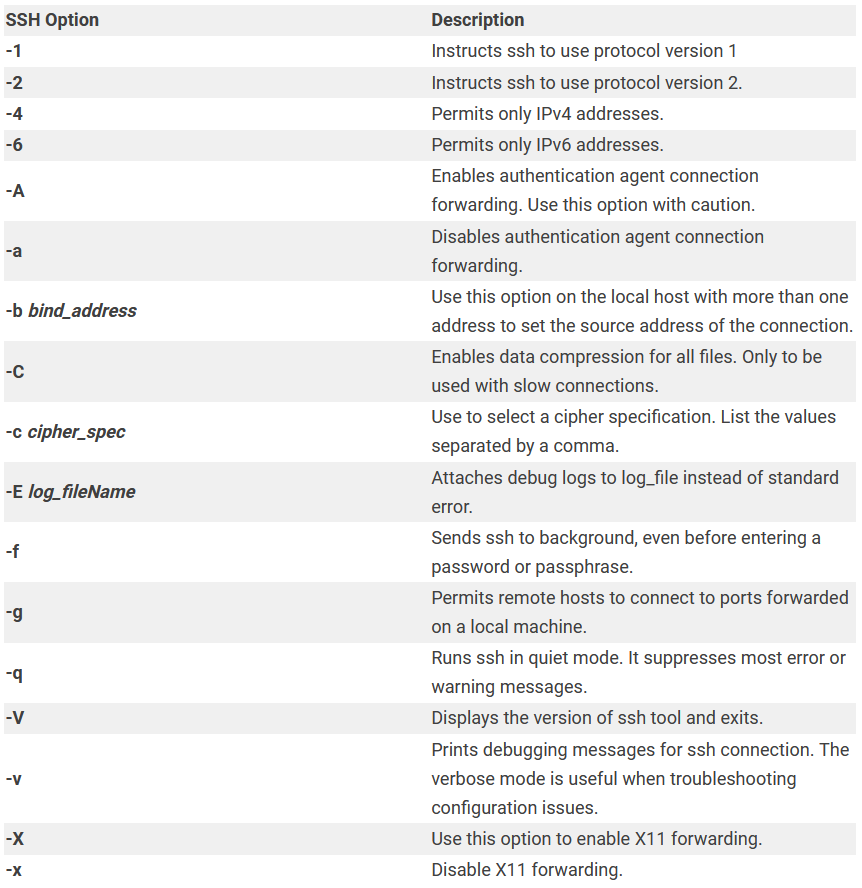 SSH Option Description
-1 Instructs ssh to use protocol version 1
-2 Instructs ssh to use protocol version 2.
-4 Permits only IPv4 addresses.
-6 Permits only IPv6 addresses.
-A Enables authentication agent connection
forwarding. Use this option with caution.
-a Disables authentication agent connection
forwarding.
-b bind_address Use this option on the local host with more than one
address to set the source address of the connection.
-C Enables data compression for all files. Only to be
used with slow connections.
-c cipher_spec Use to select a cipher specification. List the values
separated by a comma.
-E log_fileName Attaches debug logs to log_file instead of standard
error.
-f Sends ssh to background, even before entering a
password or passphrase.
-g Permits remote hosts to connect to ports forwarded
on a local machine.
-q Runs ssh in quiet mode. It suppresses most error or
warning messages.
-V Displays the version of ssh tool and exits.
-v Prints debugging messages for ssh connection. The
verbose mode is useful when troubleshooting
configuration issues.
-X Use this option to enable X11 forwarding.
-x Disable X11 forwarding.